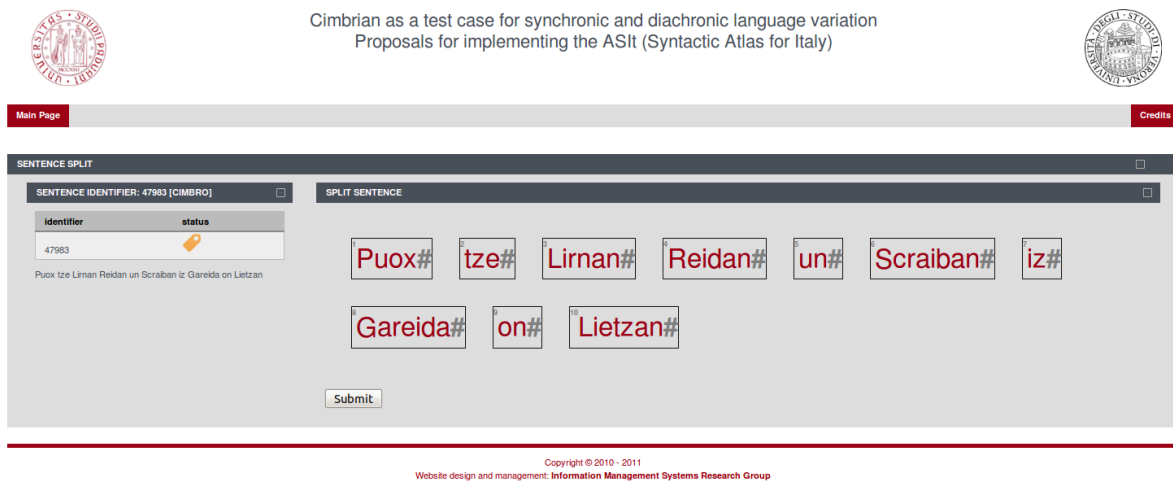 Cimbrian as a test case for synchronic and diachronic language variation
Proposals for implementing the ASIt (Syntactic Atlas for Italy)
Main Page
Credits
SENTENCE SPLIT
SENTENCE IDENTIFIER: 47983 [CIMBRO]
identifier status
47983
Puox tze Lirnan Reidan un Scraiban iz Gareida on Lietzan
SPLIT SENTENCE
1 Puox# 2 tze# 3 Lirnan# 4 Reidan# 5 un# 6 Scraiban# 7 iz#
8 Gareida# 9 on# 10 Lietzan#
Submit
Copyright © 2010 - 2011
Website design and management: Information Management Systems Research Group